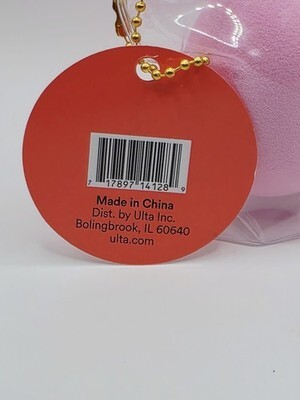 7 17897 14128 9
Made in China
Dist. by Ulta Inc.
Bolingbrook, IL 60640
ulta.com